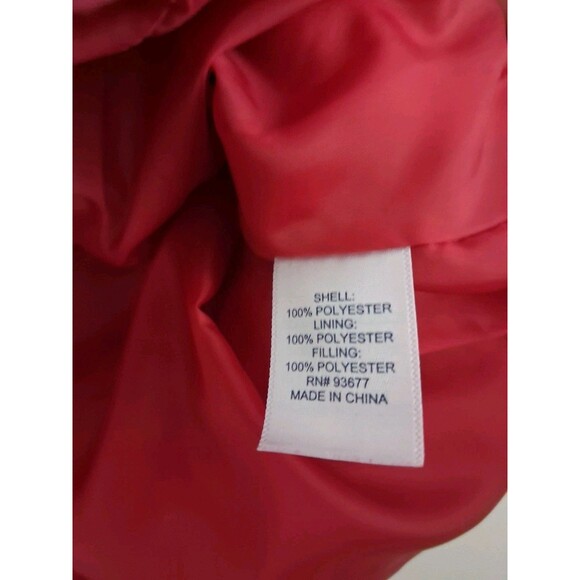 SHELL:
100% POLYESTER
LINING:
100% POLYESTER
FILLING:
100% POLYESTER
RN# 93677
MADE IN CHINA